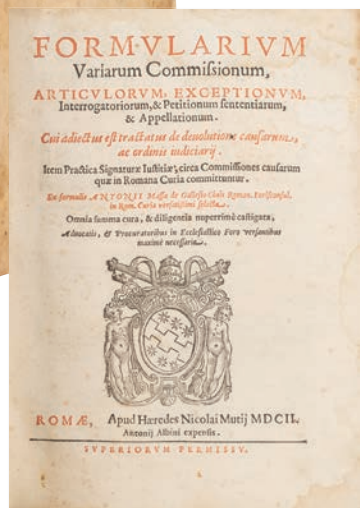 FORMVLARIVM
Variarum Commiſsionum,
ARTICVLORVM, EXCEPTIONVM,
Interrogatoriorum, & Petitionum ſententiarum,
& Appellationum.
Cui adiectus eſt tractatus de deuolutione cauſarum,
ac ordinis iudiciarij.
Item Practica Signaturæ Iuſtitiæ, circa Commiſſiones cauſarum
quæ in Romana Curia committuntur.
Ex formulis ANTONII Maſſæ de Galleſio Ciuis Roman. Iuriſconſul.
in Rom. Curia verſatiſſimi ſelecta.
Omnia ſumma cura, & diligentia nuperrimè caſtigata,
Aduocatis, & Procuratoribus in Eccleſiaſtico Foro verſantibus
maximè neceſſaria.
ROMÆ, Apud Hæredes Nicolai Mutij MDCII.
Antonij Albini expenſis.
SVPERIORVM PERMISSV.